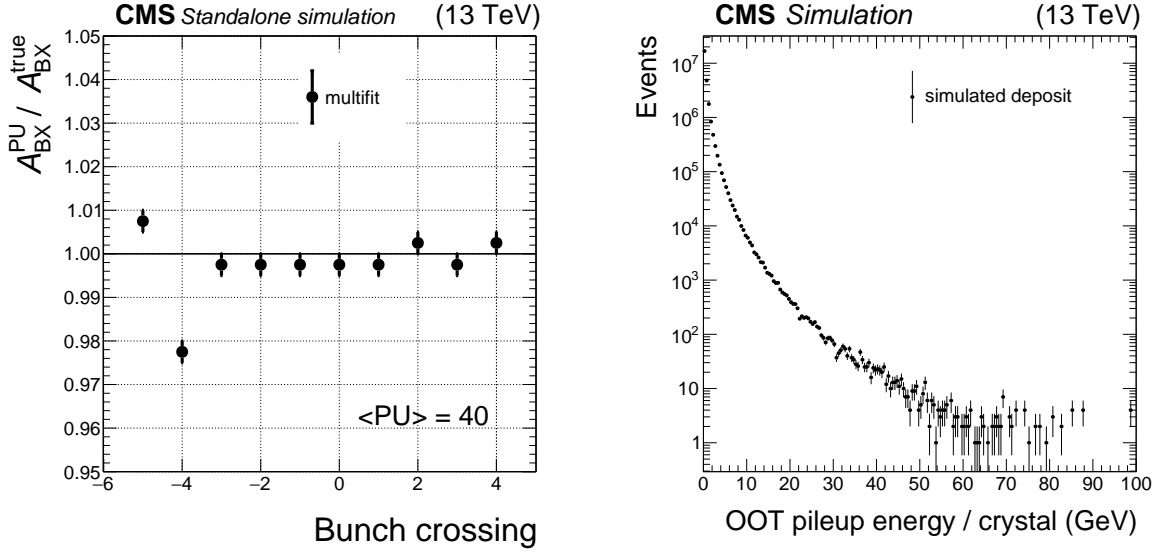 CMS Standalone simulation (13 TeV)
A^PU_BX / A^true_BX
1.05
1.04
1.03
1.02
1.01
1.00
0.99
0.98
0.97
0.96
0.95
multifit
<PU> = 40
−6 −4 −2 0 2 4
Bunch crossing
CMS Simulation (13 TeV)
Events
10^7
10^6
10^5
10^4
10^3
10^2
10
1
simulated deposit
0 10 20 30 40 50 60 70 80 90 100
OOT pileup energy / crystal (GeV)